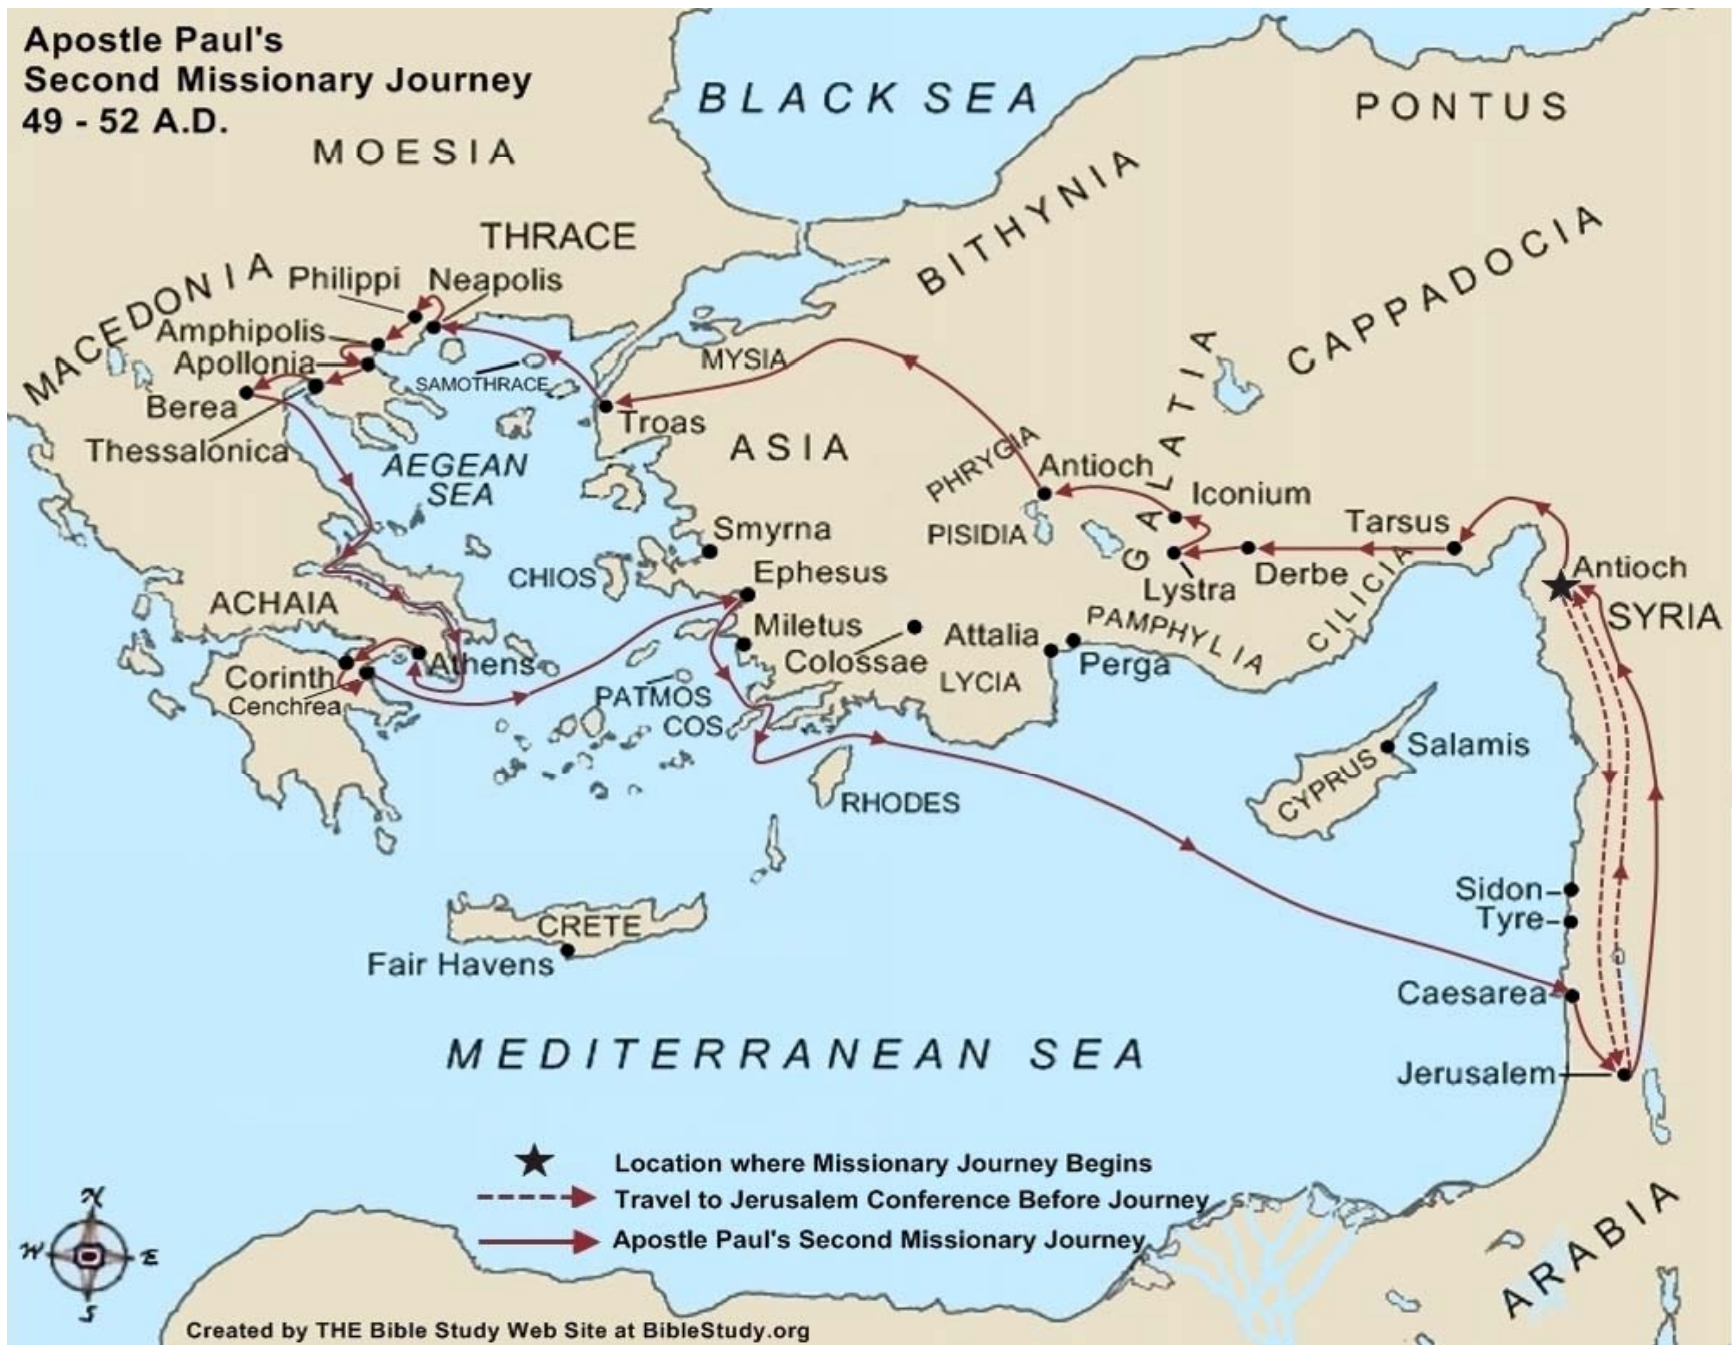 Apostle Paul's
Second Missionary Journey
49 - 52 A.D.
BLACK SEA
PONTUS
MOESIA
BITHYNIA
THRACE
CAPPADOCIA
MACEDONIA
Philippi
Neapolis
Amphipolis
Apollonia
SAMOTHRACE
MYSIA
Berea
Troas
Thessalonica
ASIA
GALATIA
AEGEAN
SEA
PHRYGIA
Antioch
Iconium
PISIDIA
Tarsus
Smyrna
CHIOS
Ephesus
Lystra
Derbe
CILICIA
Antioch
SYRIA
ACHAIA
Miletus
Colossae
Attalia
PAMPHYLIA
Perga
Corinth
Athens
Cenchrea
LYCIA
PATMOS
COS
Salamis
CYPRUS
RHODES
Sidon
Tyre
CRETE
Fair Havens
Caesarea
MEDITERRANEAN SEA
Jerusalem
Location where Missionary Journey Begins
Travel to Jerusalem Conference Before Journey
Apostle Paul's Second Missionary Journey
ARABIA
N
W
E
S
Created by THE Bible Study Web Site at BibleStudy.org